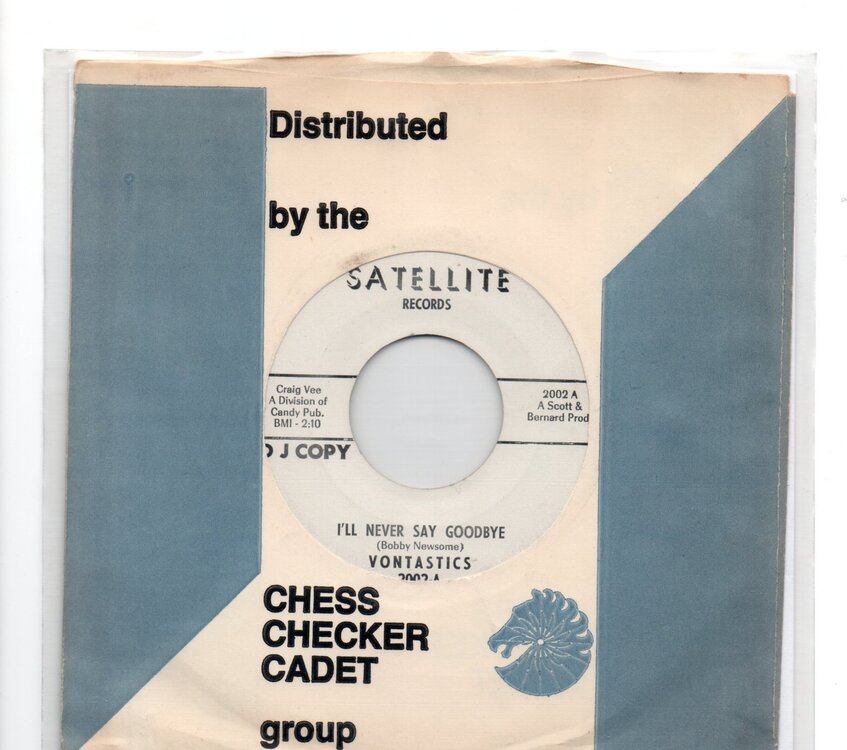 Distributed
by the
SATELLITE
RECORDS
Craig Vee
A Division of
Candy Pub.
BMI - 2:10
2002 A
A Scott &
Bernard Prod
D J COPY
I'LL NEVER SAY GOODBYE
(Bobby Newsome)
VONTASTICS
2002-A
CHESS
CHECKER
CADET
group